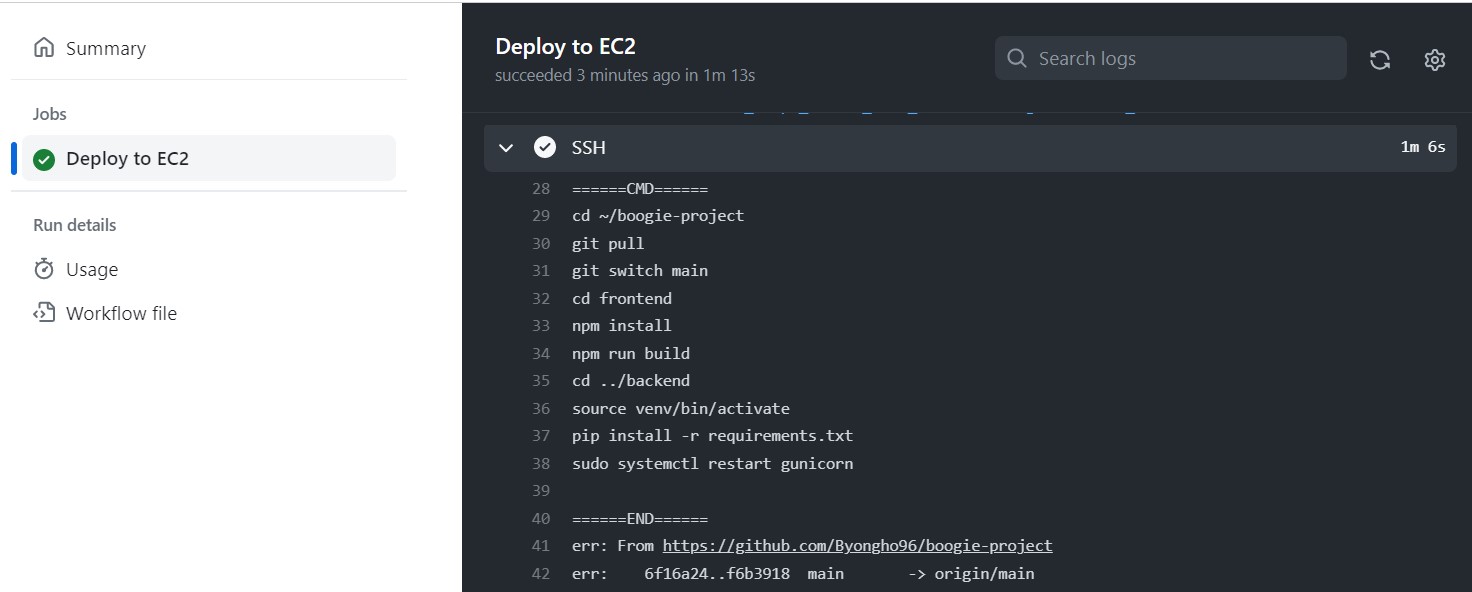 Summary
Jobs
Deploy to EC2
Run details
Usage
Workflow file
Deploy to EC2
succeeded 3 minutes ago in 1m 13s
Search logs
SSH 1m 6s
28 ======CMD======
29 cd ~/boogie-project
30 git pull
31 git switch main
32 cd frontend
33 npm install
34 npm run build
35 cd ../backend
36 source venv/bin/activate
37 pip install -r requirements.txt
38 sudo systemctl restart gunicorn
39
40 ======END======
41 err: From https://github.com/Byongho96/boogie-project
42 err:    6f16a24..f6b3918  main       -> origin/main